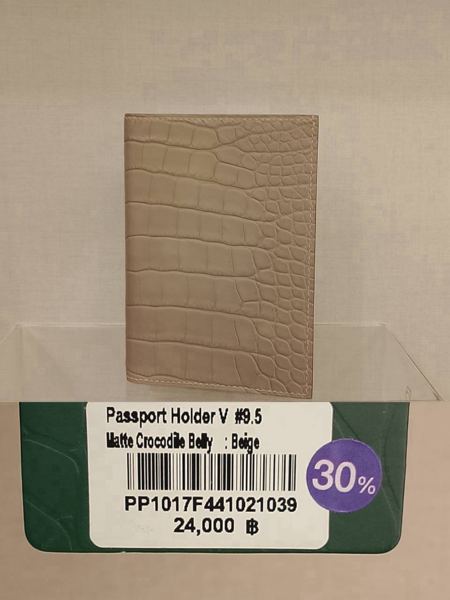 Passport Holder V #9.5
Matte Crocodile Belly : Beige
30%
PP1017F441021039
24,000 ฿